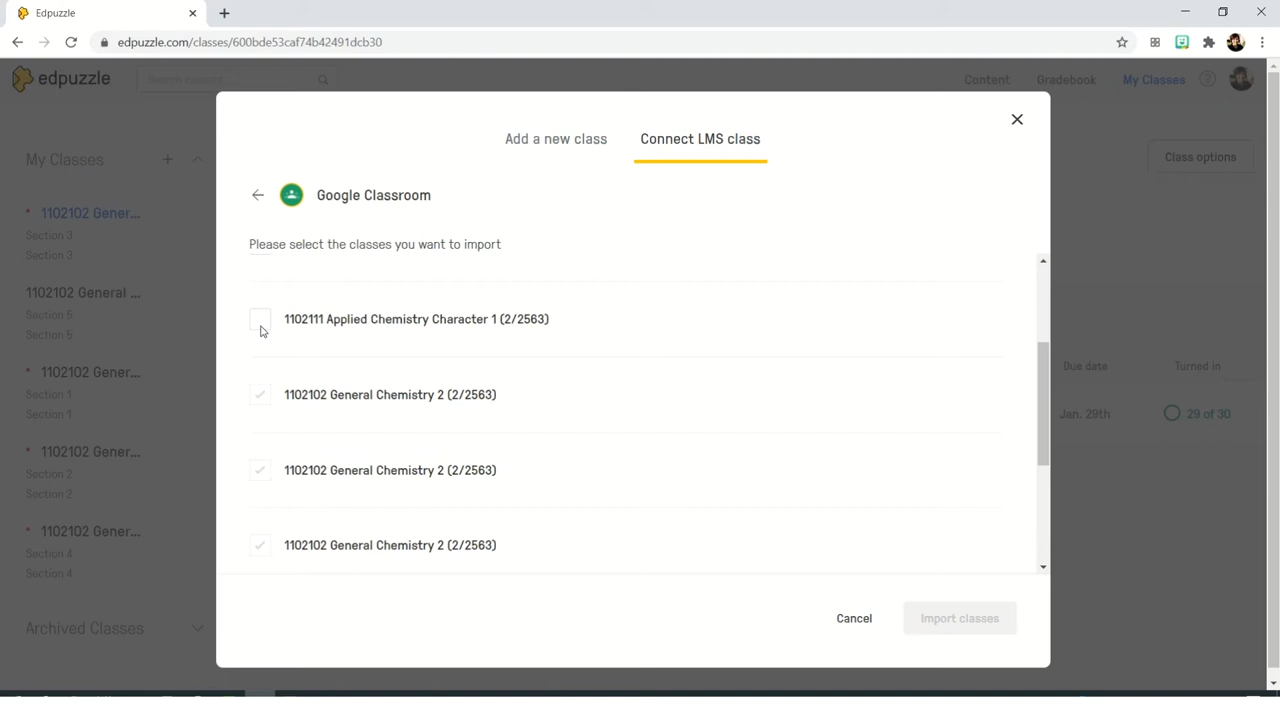 Edpuzzle
edpuzzle.com/classes/600bde53caf74b42491dcb30
edpuzzle
Content
Gradebook
My Classes
Add a new class
Connect LMS class
My Classes
Class options
Google Classroom
1102102 Gener...
Section 3
Section 3
Please select the classes you want to import
1102102 General ...
Section 5
Section 5
1102111 Applied Chemistry Character 1 (2/2563)
1102102 Gener...
Section 1
Section 1
Due date
Turned in
1102102 General Chemistry 2 (2/2563)
Jan. 29th
29 of 30
1102102 Gener...
Section 2
Section 2
1102102 General Chemistry 2 (2/2563)
1102102 Gener...
Section 4
Section 4
1102102 General Chemistry 2 (2/2563)
Archived Classes
Cancel
Import classes